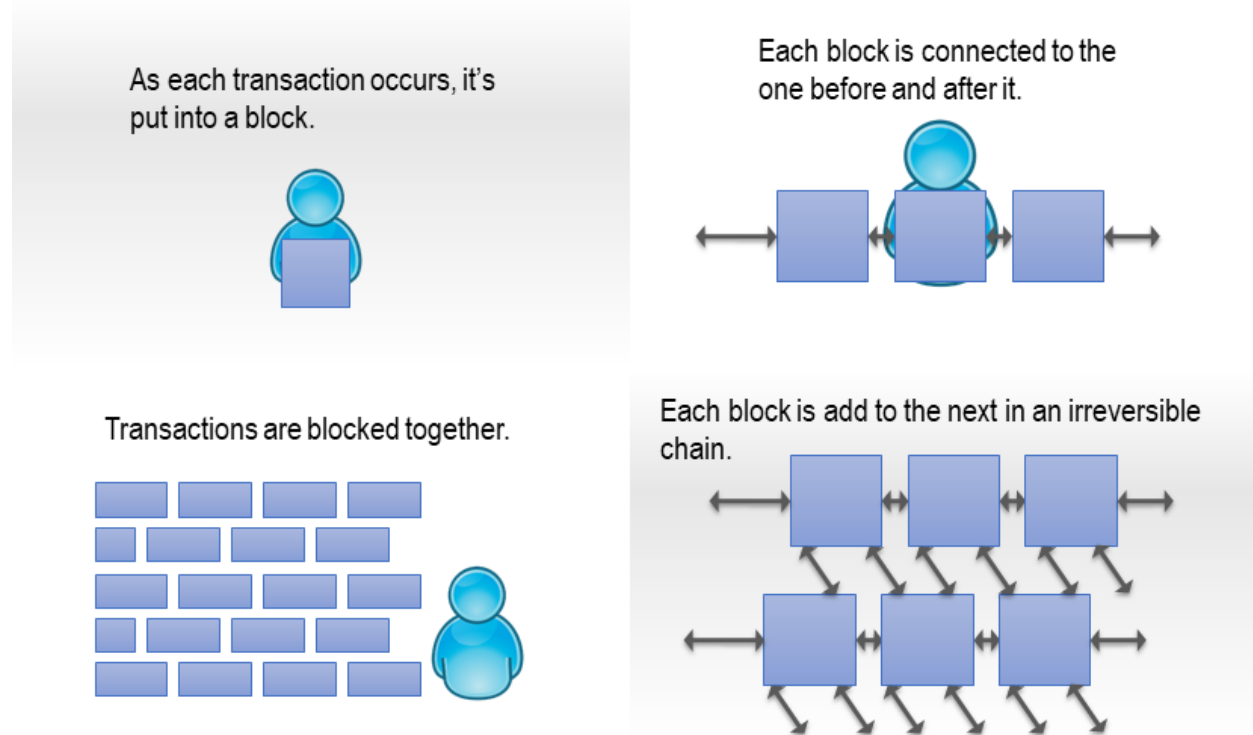 As each transaction occurs, it's
put into a block.
Each block is connected to the
one before and after it.
Transactions are blocked together.
Each block is add to the next in an irreversible
chain.